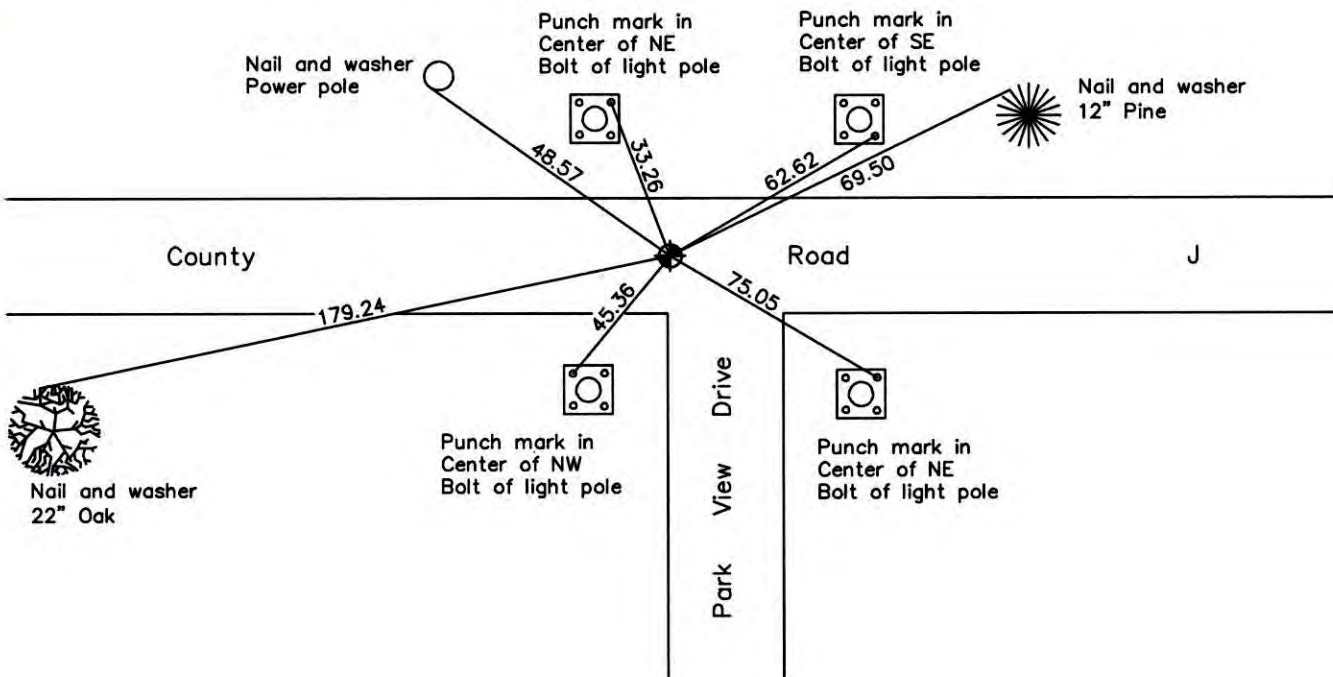 Nail and washer
Power pole
Punch mark in
Center of NE
Bolt of light pole
Punch mark in
Center of SE
Bolt of light pole
Nail and washer
12" Pine
48.57
33.26
62.62
69.50
County Road J
179.24
45.36
75.05
Nail and washer
22" Oak
Punch mark in
Center of NW
Bolt of light pole
Park View Drive
Punch mark in
Center of NE
Bolt of light pole